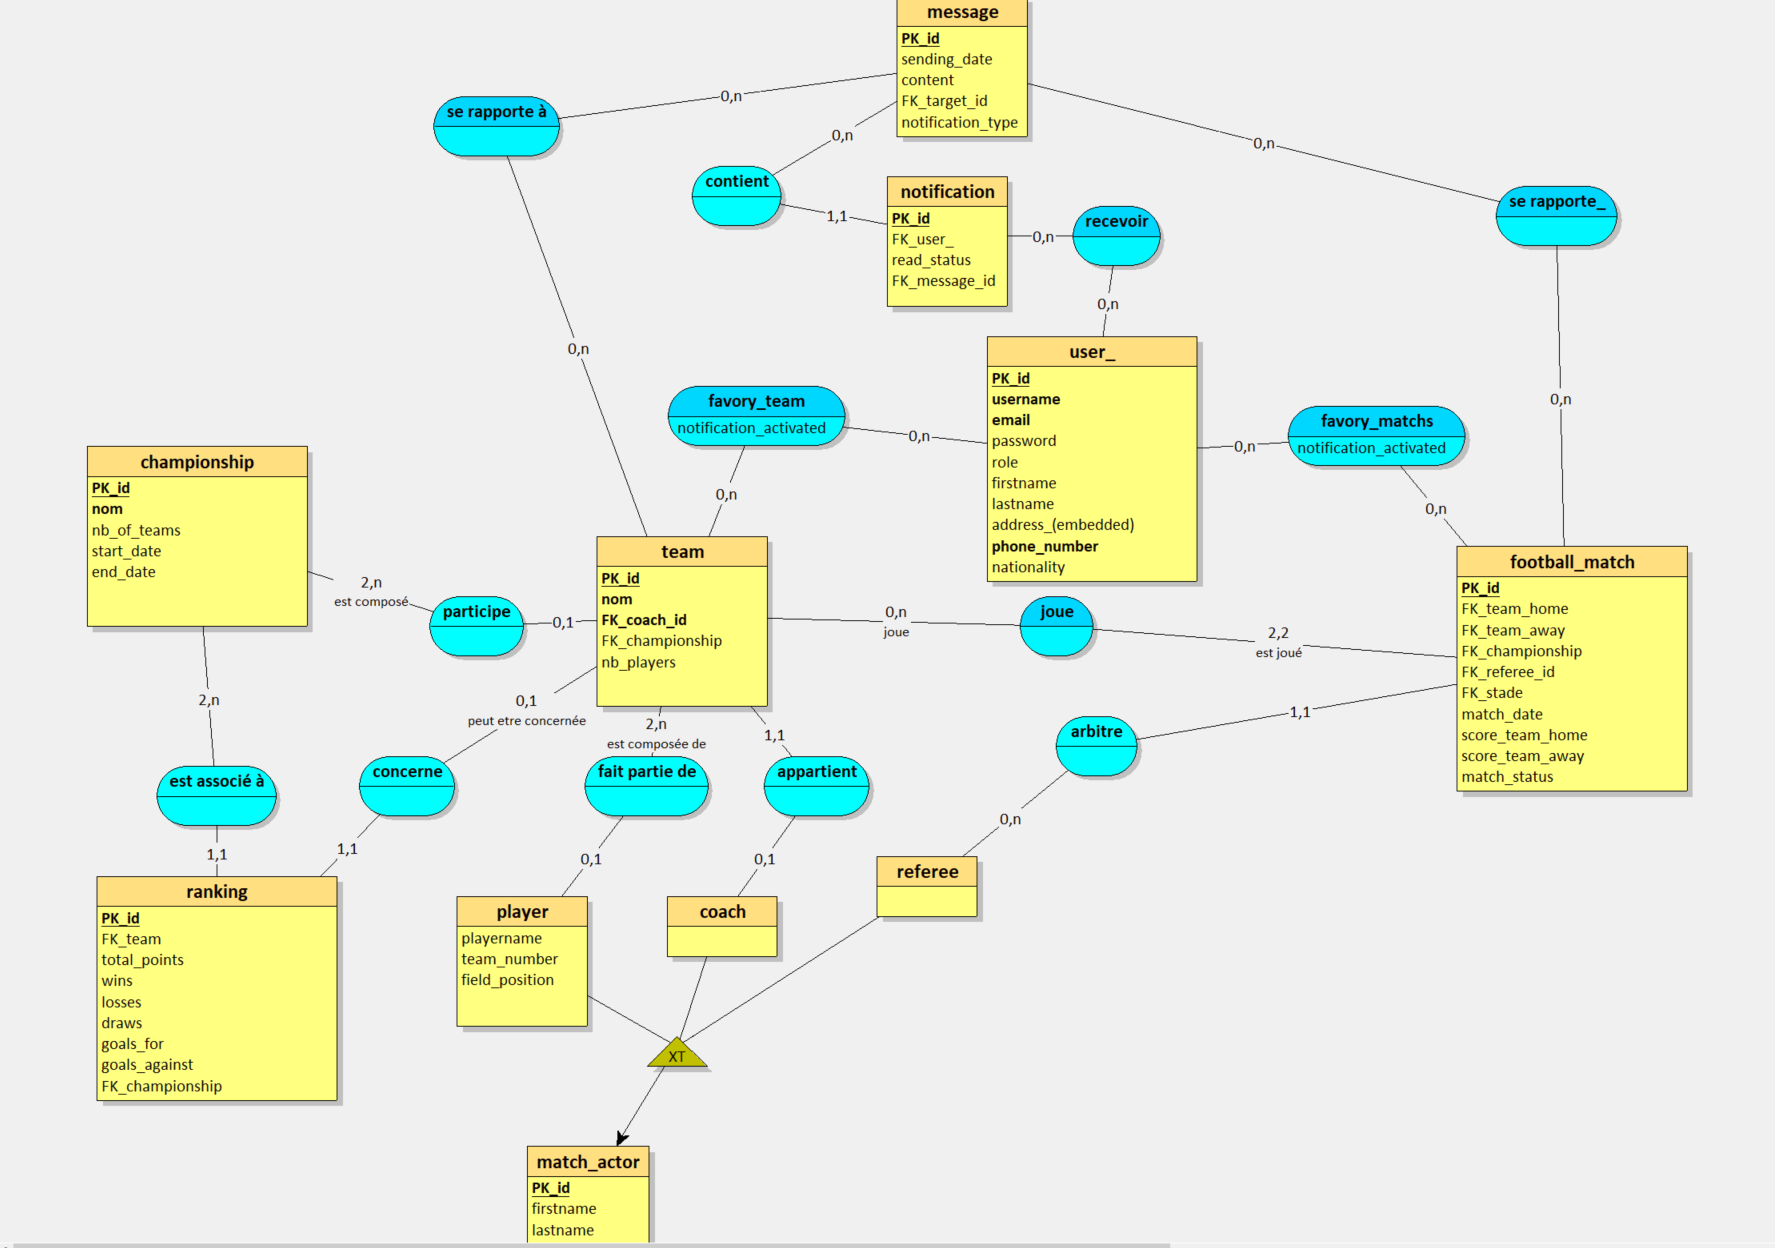 message
PK_id
sending_date
content
FK_target_id
notification_type
se rapporte à
0,n
0,n
0,n
contient
1,1
notification
PK_id
FK_user_
read_status
FK_message_id
0,n
recevoir
0,n
se rapporte_
0,n
0,n
user_
PK_id
username
email
password
role
firstname
lastname
address_(embedded)
phone_number
nationality
favory_team
notification_activated
0,n
0,n
favory_matchs
notification_activated
0,n
0,n
championship
PK_id
nom
nb_of_teams
start_date
end_date
2,n
est composé
participe
0,1
team
PK_id
nom
FK_coach_id
FK_championship
nb_players
0,n
joue
joue
2,2
est joué
football_match
PK_id
FK_team_home
FK_team_away
FK_championship
FK_referee_id
FK_stade
match_date
score_team_home
score_team_away
match_status
2,n
0,1
peut etre concernée
2,n
est composée de
1,1
arbitre
1,1
est associé à
concerne
fait partie de
appartient
1,1
1,1
0,1
0,1
0,n
ranking
PK_id
FK_team
total_points
wins
losses
draws
goals_for
goals_against
FK_championship
player
playername
team_number
field_position
coach
referee
XT
match_actor
PK_id
firstname
lastname